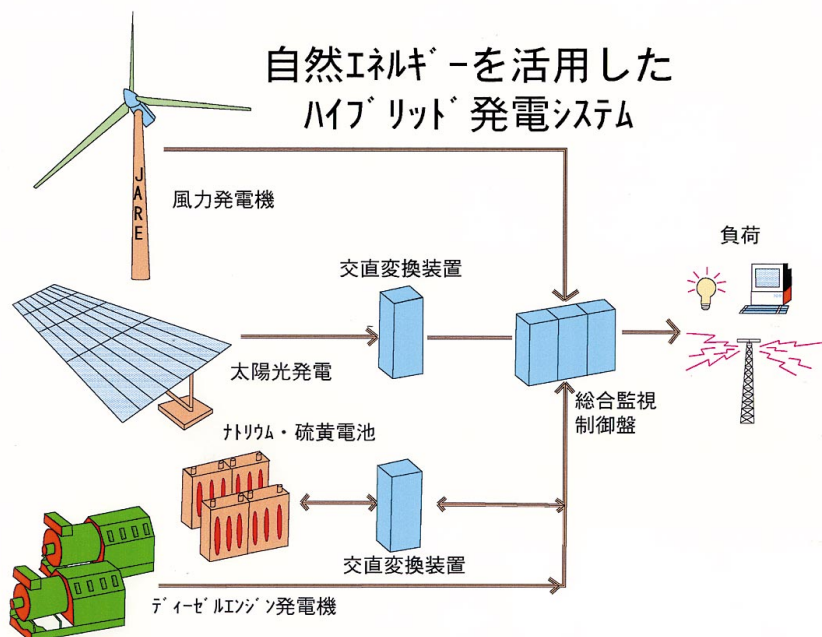 自然ｴﾈﾙｷﾞｰを活用した
ﾊｲﾌﾞﾘｯﾄﾞ発電ｼｽﾃﾑ
JARE
風力発電機
負荷
交直変換装置
太陽光発電
総合監視
制御盤
ﾅﾄﾘｳﾑ・硫黄電池
交直変換装置
ﾃﾞｨｰｾﾞﾙｴﾝｼﾞﾝ発電機